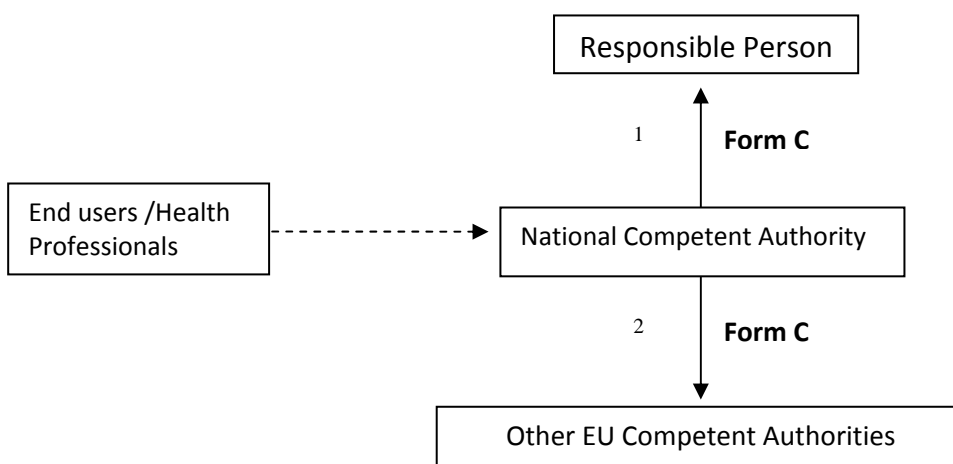 Responsible Person
1
Form C
End users /Health
Professionals
National Competent Authority
2
Form C
Other EU Competent Authorities